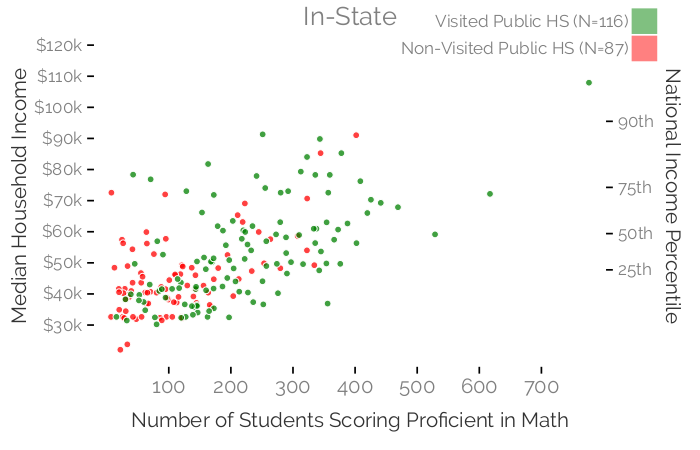 In-State
Visited Public HS (N=116)
Non-Visited Public HS (N=87)
Median Household Income
$120k
$110k
$100k
$90k
$80k
$70k
$60k
$50k
$40k
$30k
90th
75th
50th
25th
National Income Percentile
100 200 300 400 500 600 700
Number of Students Scoring Proficient in Math